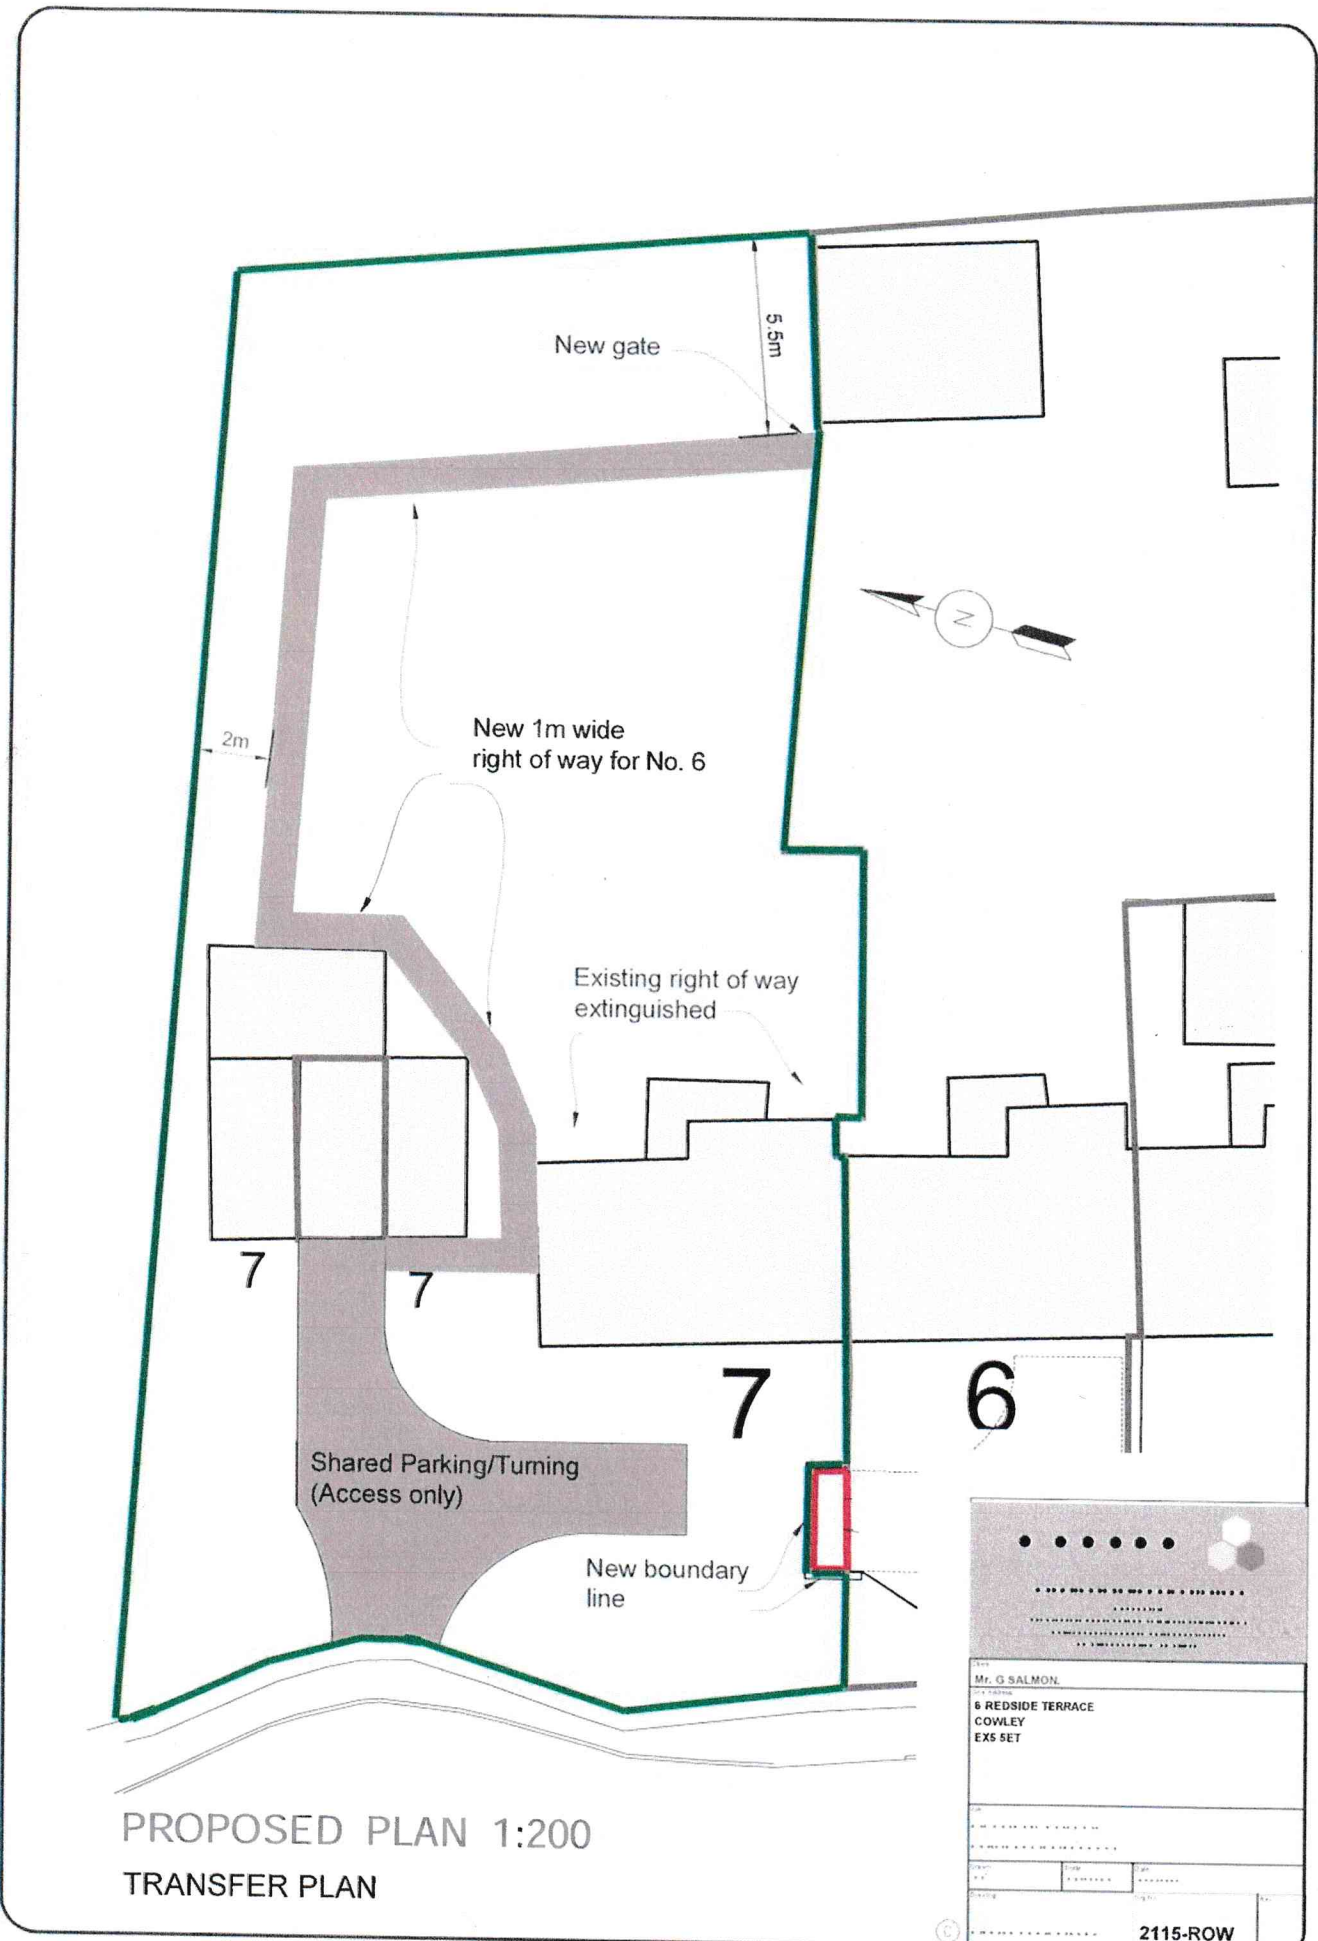 5.5m
New gate
N
2m
New 1m wide
right of way for No. 6
Existing right of way
extinguished
7
7
7
6
Shared Parking/Turning
(Access only)
New boundary
line
Mr. G SALMON.
6 REDSIDE TERRACE
COWLEY
EX5 5ET
PROPOSED PLAN 1:200
TRANSFER PLAN
©
2115-ROW